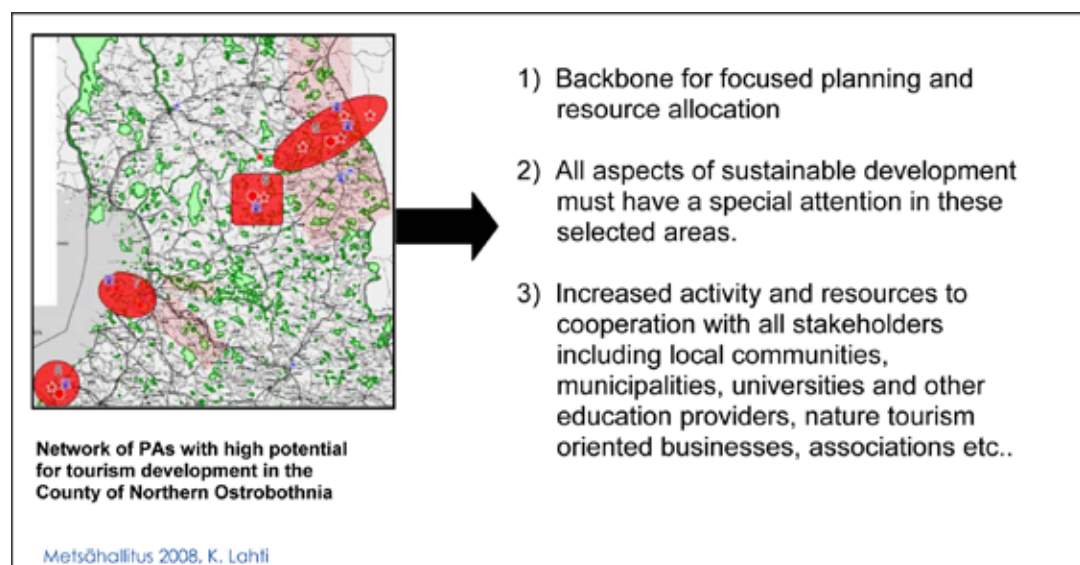 1) Backbone for focused planning and
resource allocation
2) All aspects of sustainable development
must have a special attention in these
selected areas.
3) Increased activity and resources to
cooperation with all stakeholders
including local communities,
municipalities, universities and other
education providers, nature tourism
oriented businesses, associations etc..
Network of PAs with high potential
for tourism development in the
County of Northern Ostrobothnia
Metsähallitus 2008, K. Lahti